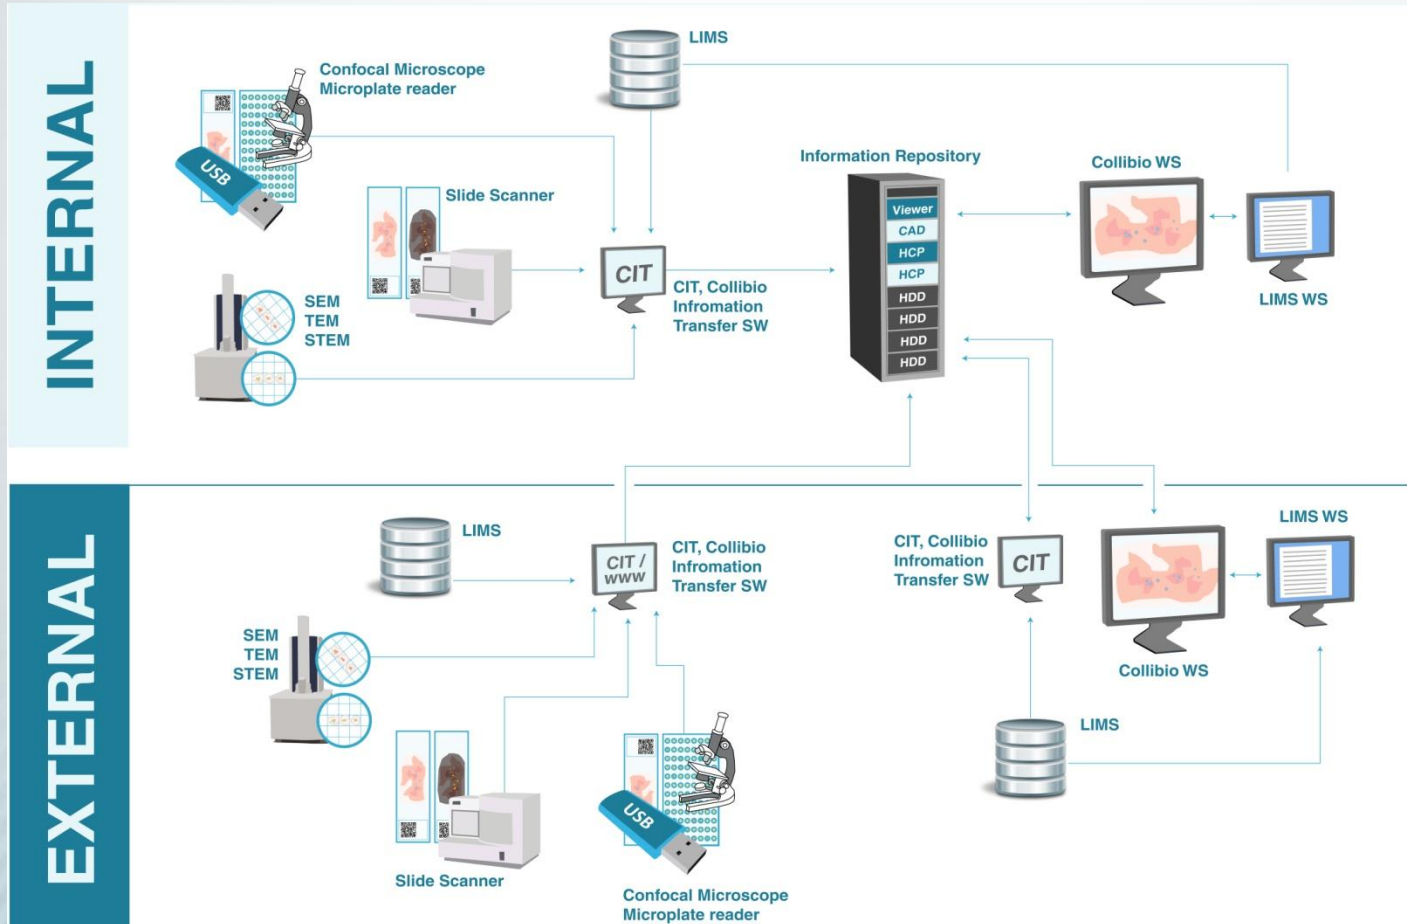 INTERNAL
LIMS
Confocal Microscope
Microplate reader
USB
Slide Scanner
SEM
TEM
STEM
CIT
CIT, Collibio
Infromation
Transfer SW
Information Repository
Viewer
CAD
HCP
HCP
HDD
HDD
HDD
HDD
Collibio WS
LIMS WS
EXTERNAL
LIMS
CIT /
WWW
CIT, Collibio
Infromation
Transfer SW
SEM
TEM
STEM
Slide Scanner
USB
Confocal Microscope
Microplate reader
CIT, Collibio
Infromation
Transfer SW
CIT
LIMS WS
Collibio WS
LIMS